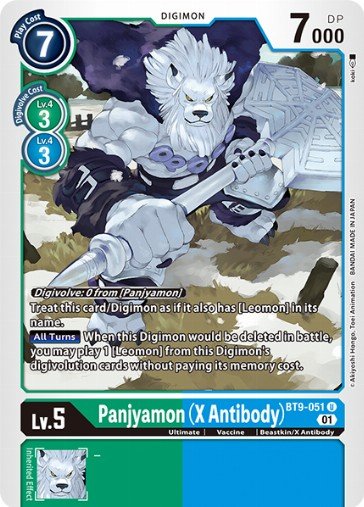 Play Cost
7
DIGIMON
7000
DP
Digivolve Cost
Lv.4
3
Lv.4
3
koki
© Akiyoshi Hongo, Toei Animation BANDAI MADE IN JAPAN
Digivolve: 0 from [Panjyamon]
Treat this card/Digimon as if it also has [Leomon] in its
name.
All Turns When this Digimon would be deleted in battle,
you may play 1 [Leomon] from this Digimon's
digivolution cards without paying its memory cost.
Lv.5
Panjyamon (X Antibody)
BT9-051 U
01
Ultimate | Vaccine | Beastkin/X Antibody
Inherited Effect
-